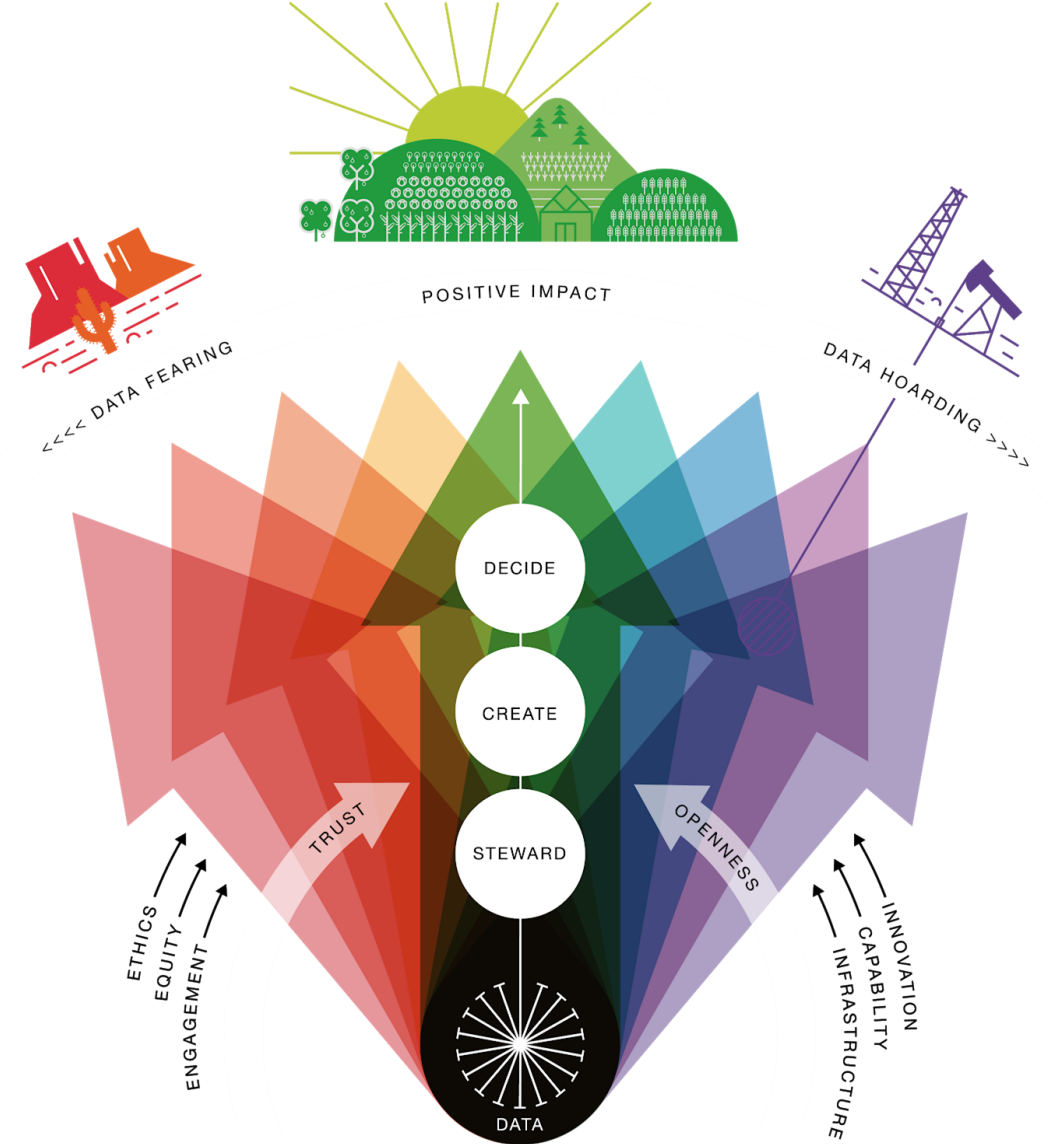 POSITIVE IMPACT
<<<< DATA FEARING
DATA HOARDING >>>>
DECIDE
CREATE
STEWARD
TRUST
OPENNESS
ETHICS
EQUITY
ENGAGEMENT
INNOVATION
CAPABILITY
INFRASTRUCTURE
DATA